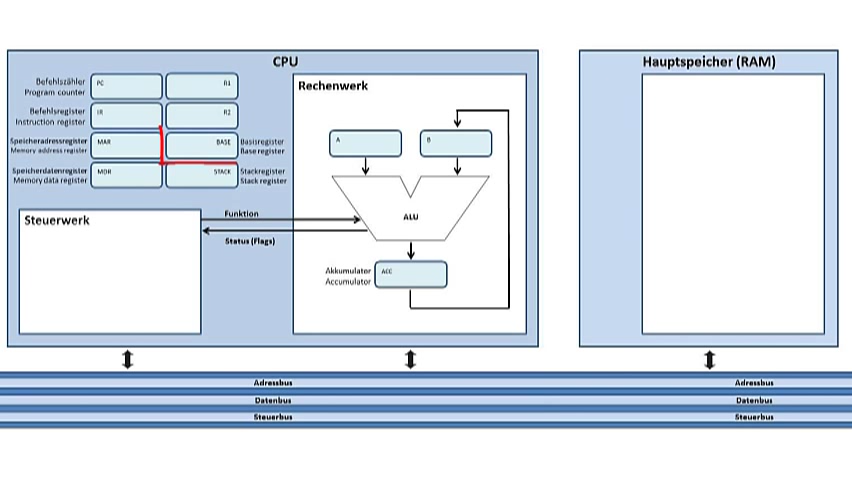 CPU
Hauptspeicher (RAM)
Befehlszähler
Program counter
PC
R1
Rechenwerk
Befehlsregister
Instruction register
IR
R2
Speicheradressregister
Memory address register
MAR
BASE
Basisregister
Base register
A
B
Speicherdatenregister
Memory data register
MDR
STACK
Stackregister
Stack register
Steuerwerk
Funktion
ALU
Status (Flags)
Akkumulator
Accumulator
ACC
Adressbus
Adressbus
Datenbus
Datenbus
Steuerbus
Steuerbus